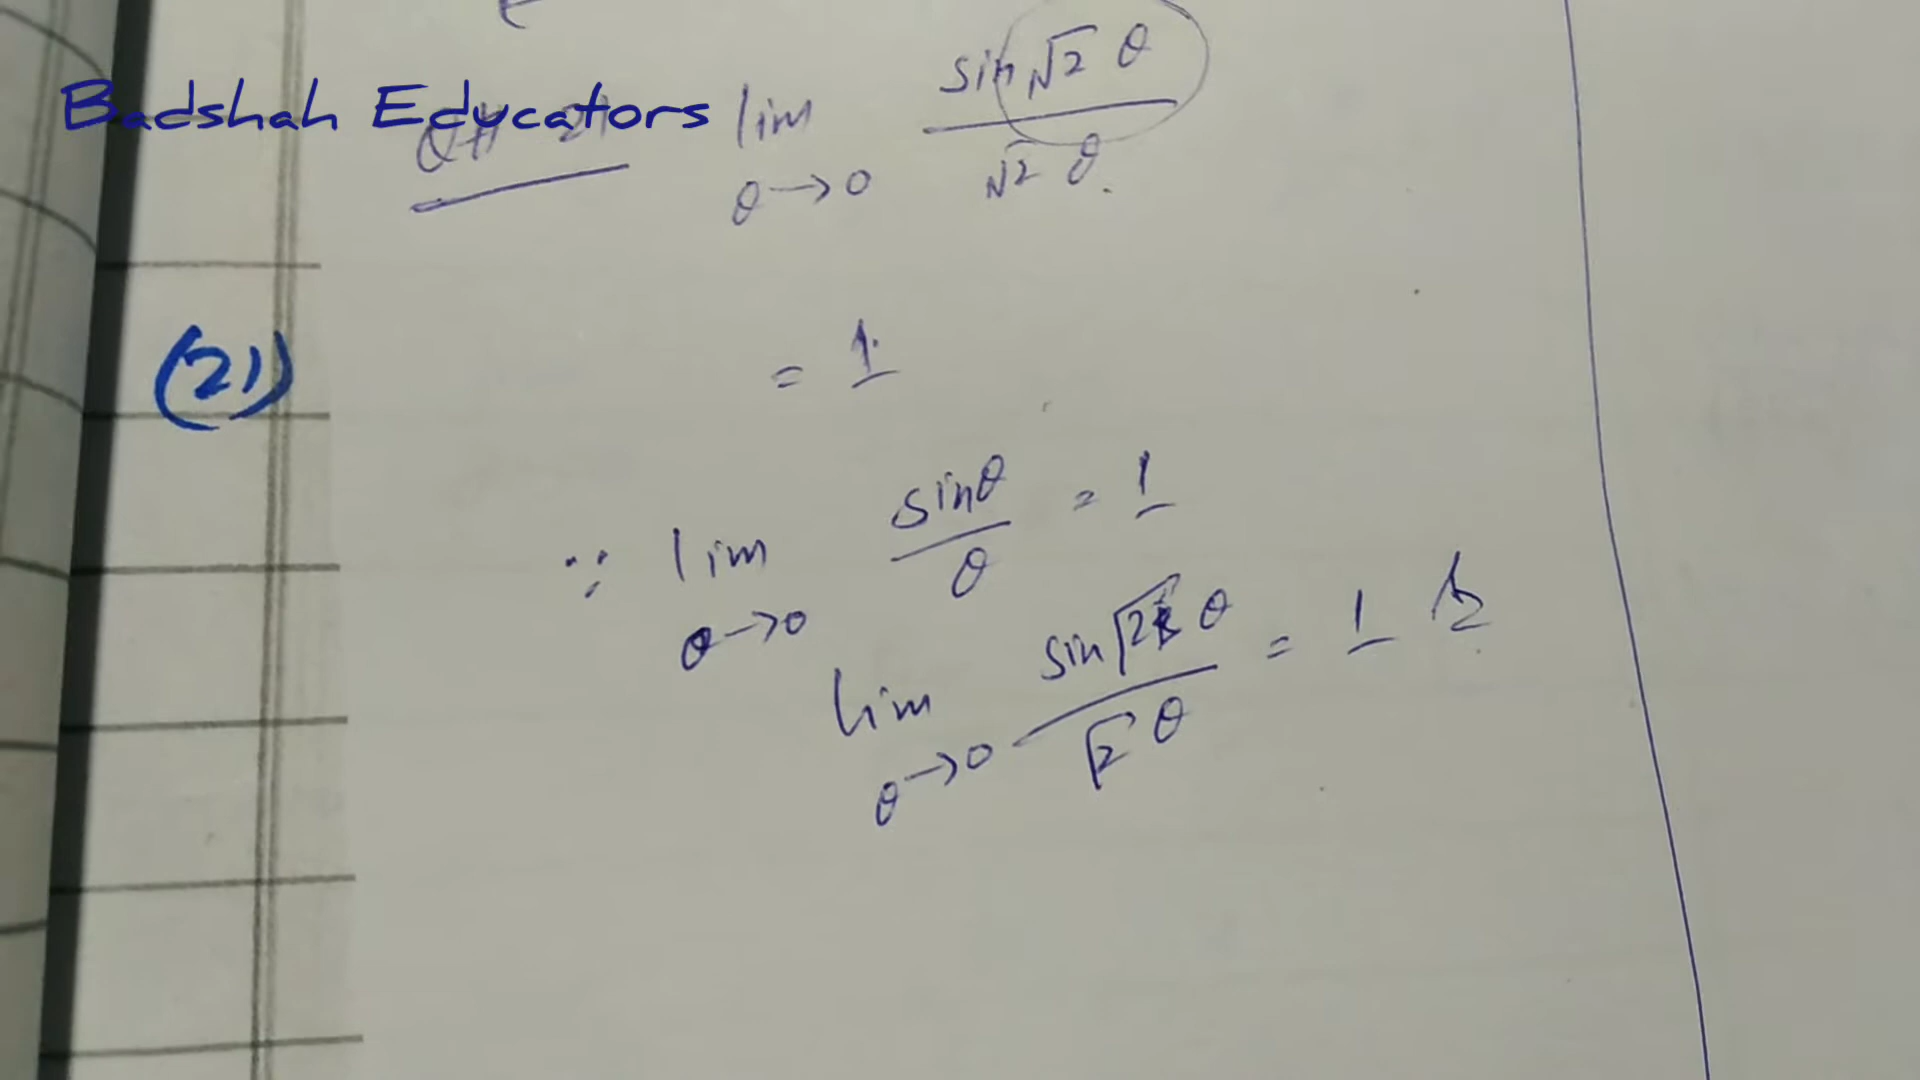 Badshah Educators
lim θ→0 sin√2 θ / √2 θ.
(21)
= 1
∵ lim θ→0 sinθ / θ = 1
lim θ→0 sin√2 θ / √2 θ = 1